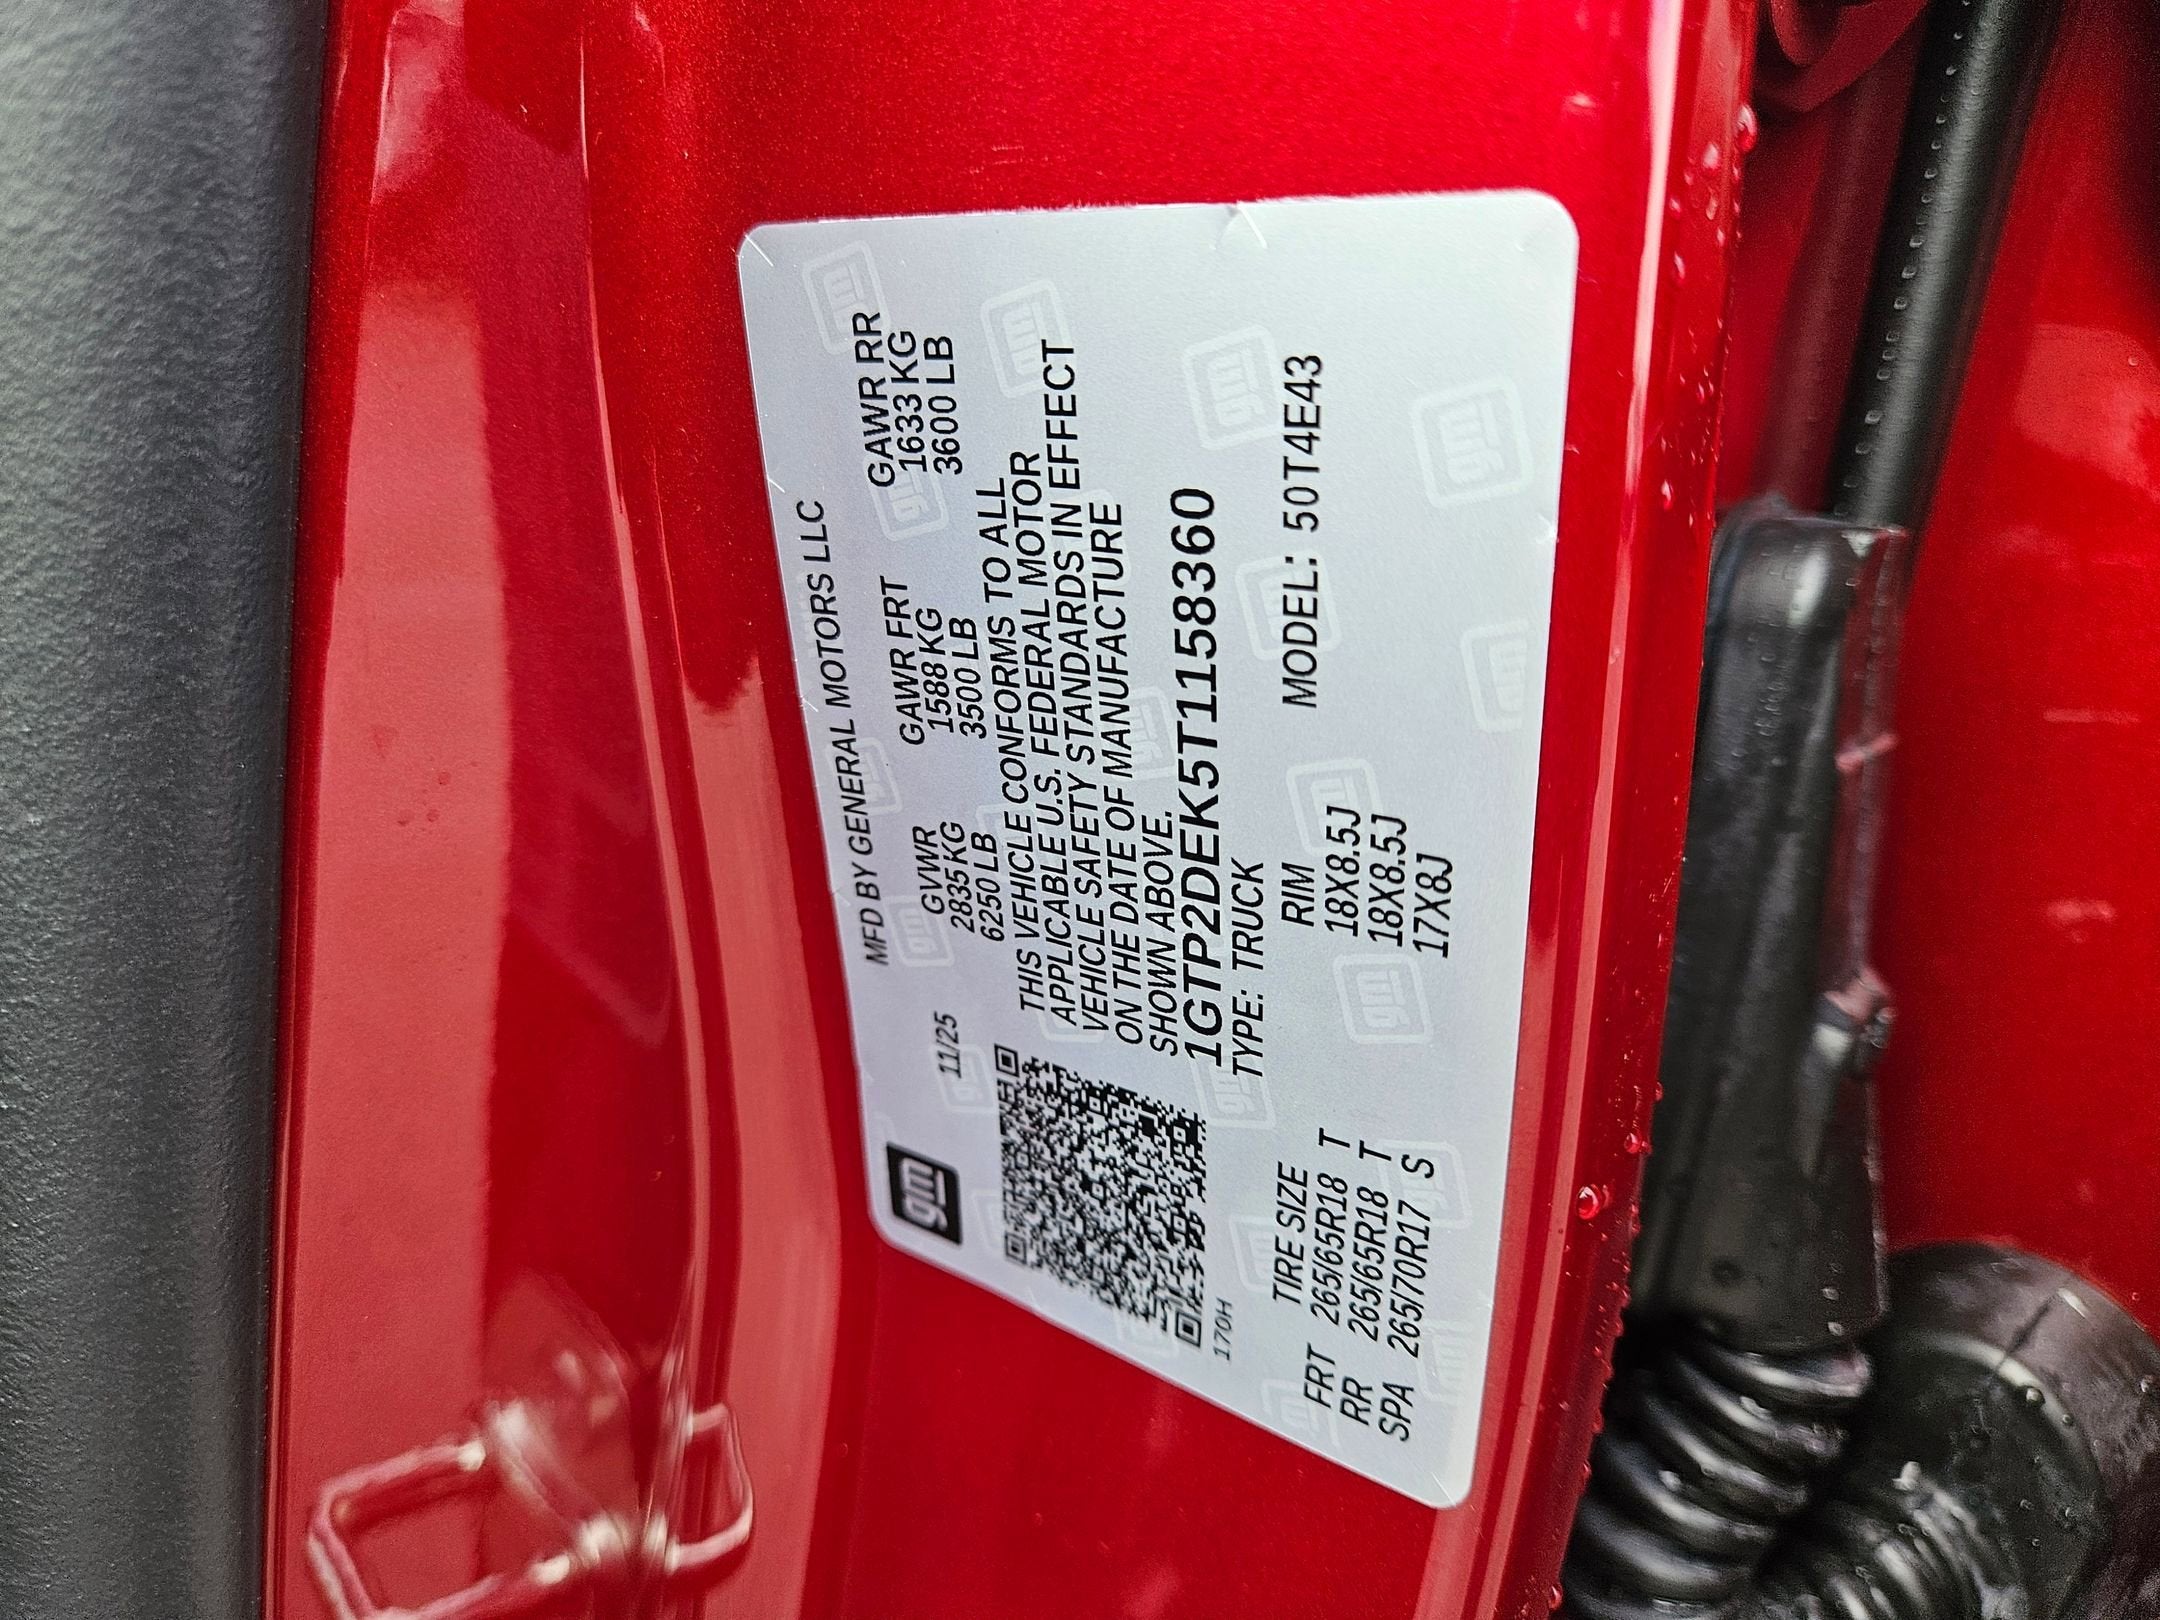 gm
MFD BY GENERAL MOTORS LLC
11/25
GVWR GAWR FRT GAWR RR
2835 KG 1588 KG 1633 KG
6250 LB 3500 LB 3600 LB
THIS VEHICLE CONFORMS TO ALL
APPLICABLE U.S. FEDERAL MOTOR
VEHICLE SAFETY STANDARDS IN EFFECT
ON THE DATE OF MANUFACTURE
SHOWN ABOVE.
1GTP2DEK5T1158360
170H
TYPE: TRUCK
MODEL: 50T4E43
TIRE SIZE RIM
FRT 265/65R18 T 18X8.5J
RR 265/65R18 T 18X8.5J
SPA 265/70R17 S 17X8J